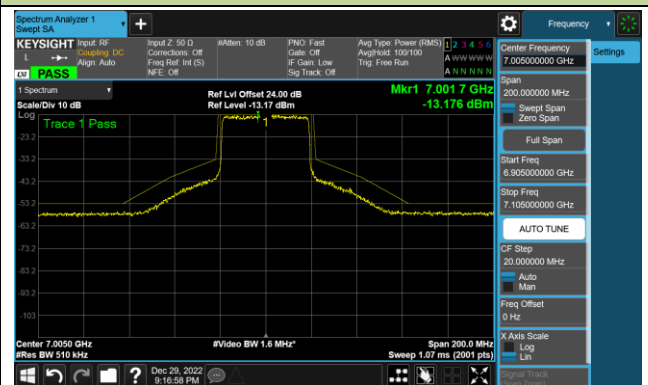 Spectrum Analyzer 1
Swept SA
Frequency
KEYSIGHT
Input: RF
Coupling: DC
Align: Auto
Input Z: 50 Ω
Corrections: Off
Freq Ref: Int (S)
NFE: Off
#Atten: 10 dB
PNO: Fast
Gate: Off
IF Gain: Low
Sig Track: Off
Avg Type: Power (RMS)
Avg|Hold: 100/100
Trig: Free Run
1 2 3 4 5 6
A W W W W W
A N N N N N
L
LXI PASS
1 Spectrum
Scale/Div 10 dB
Ref Lvl Offset 24.00 dB
Ref Level -13.17 dBm
Mkr1 7.001 7 GHz
-13.176 dBm
Log
Trace 1 Pass
1
-23.2
-33.2
-43.2
-53.2
-63.2
-73.2
-83.2
-93.2
-103
Center 7.0050 GHz
#Res BW 510 kHz
#Video BW 1.6 MHz*
Span 200.0 MHz
Sweep 1.07 ms (2001 pts)
Center Frequency
7.005000000 GHz
Settings
Span
200.000000 MHz
Swept Span
Zero Span
Full Span
Start Freq
6.905000000 GHz
Stop Freq
7.105000000 GHz
AUTO TUNE
CF Step
20.000000 MHz
Auto
Man
Freq Offset
0 Hz
X Axis Scale
Log
Lin
Signal Track
(Span Zoom)
Dec 29, 2022
9:16:58 PM